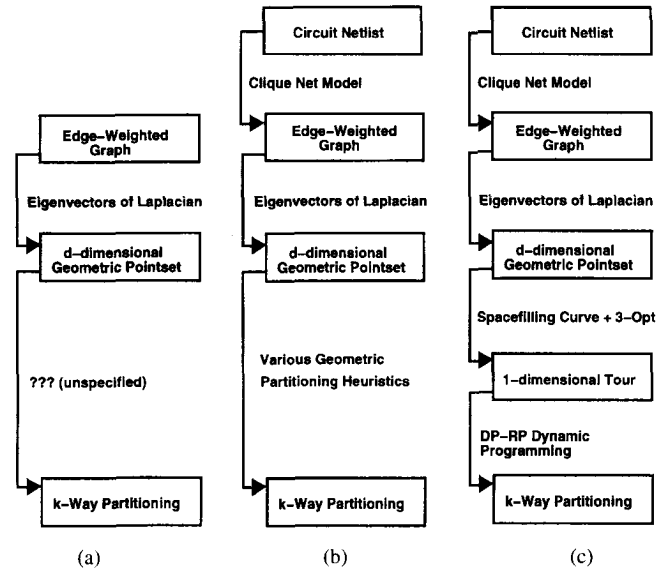 Edge-Weighted
Graph
Eigenvectors of Laplacian
d-dimensional
Geometric Pointset
??? (unspecified)
k-Way Partitioning
(a)
Circuit Netlist
Clique Net Model
Edge-Weighted
Graph
Eigenvectors of Laplacian
d-dimensional
Geometric Pointset
Various Geometric
Partitioning Heuristics
k-Way Partitioning
(b)
Circuit Netlist
Clique Net Model
Edge-Weighted
Graph
Eigenvectors of Laplacian
d-dimensional
Geometric Pointset
Spacefilling Curve + 3-Opt
1-dimensional Tour
DP-RP Dynamic
Programming
k-Way Partitioning
(c)